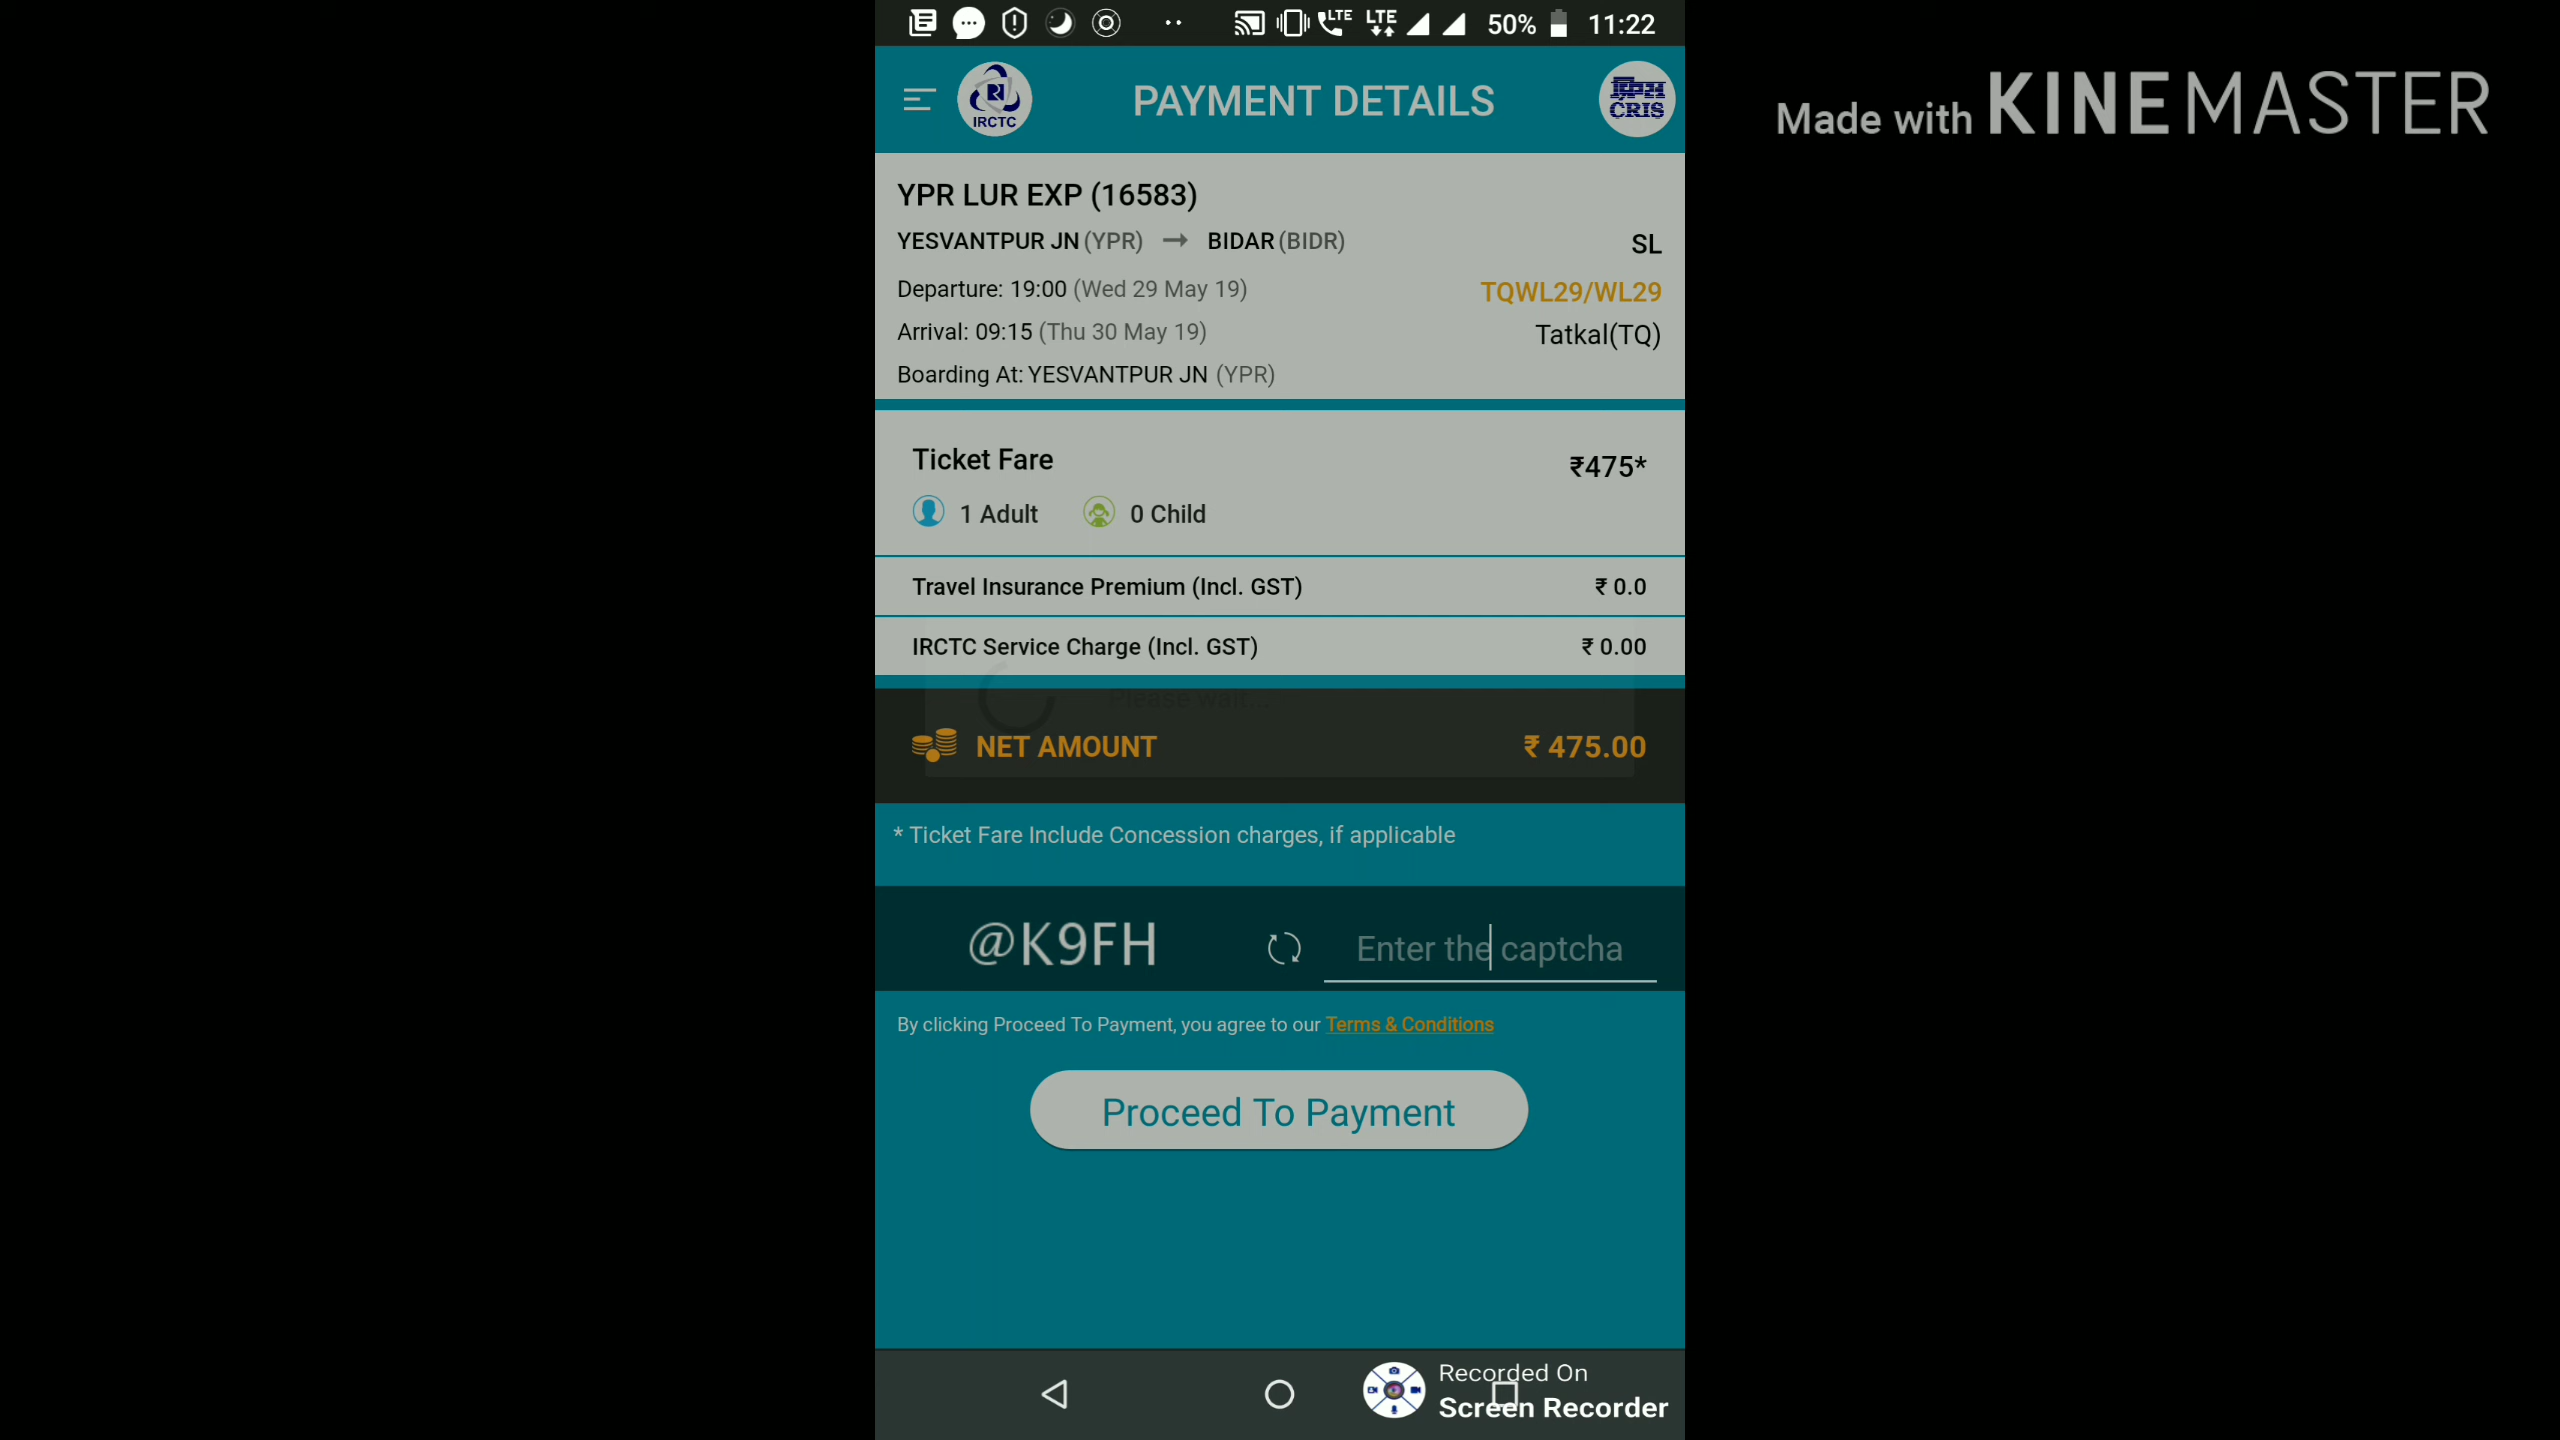 50% 11:22
LTE LTE
Made with KINEMASTER
IRCTC
PAYMENT DETAILS
CRIS
YPR LUR EXP (16583)
YESVANTPUR JN (YPR) → BIDAR (BIDR) SL
Departure: 19:00 (Wed 29 May 19) TQWL29/WL29
Arrival: 09:15 (Thu 30 May 19) Tatkal(TQ)
Boarding At: YESVANTPUR JN (YPR)
Ticket Fare ₹475*
1 Adult 0 Child
Travel Insurance Premium (Incl. GST) ₹ 0.0
IRCTC Service Charge (Incl. GST) ₹ 0.00
Please wait...
NET AMOUNT ₹ 475.00
* Ticket Fare Include Concession charges, if applicable
@K9FH Enter the captcha
By clicking Proceed To Payment, you agree to our Terms & Conditions
Proceed To Payment
Recorded On
Screen Recorder